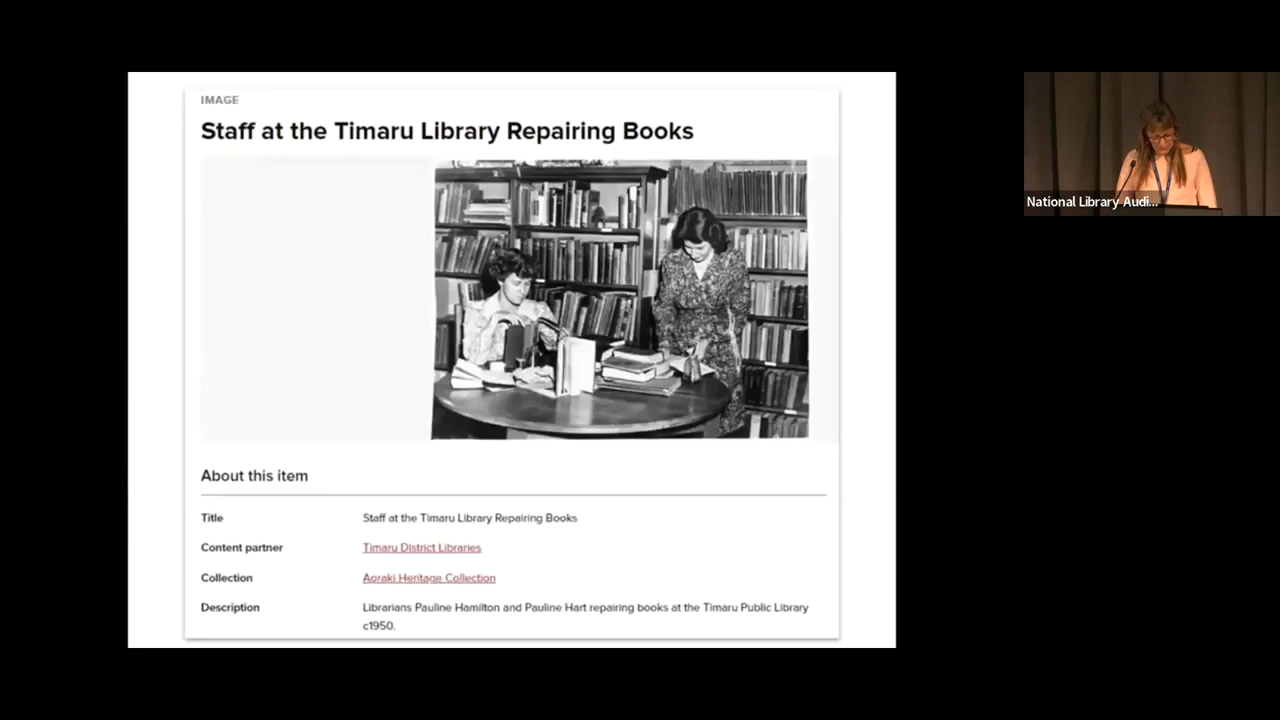 IMAGE
Staff at the Timaru Library Repairing Books
About this item
Title
Staff at the Timaru Library Repairing Books
Content partner
Timaru District Libraries
Collection
Aoraki Heritage Collection
Description
Librarians Pauline Hamilton and Pauline Hart repairing books at the Timaru Public Library
c1950.
National Library Audi...